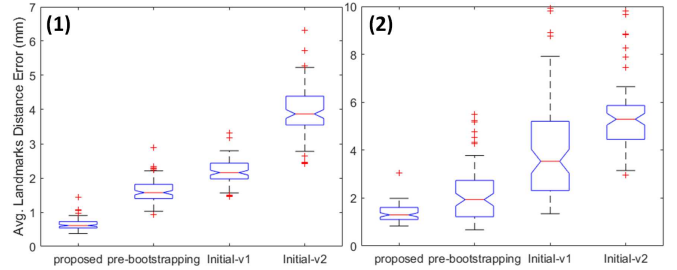 (1)
(2)
Avg. Landmarks Distance Error (mm)
7
6
5
4
3
2
1
0
proposed
pre-bootstrapping
Initial-v1
Initial-v2
10
8
6
4
2
0
proposed
pre-bootstrapping
Initial-v1
Initial-v2